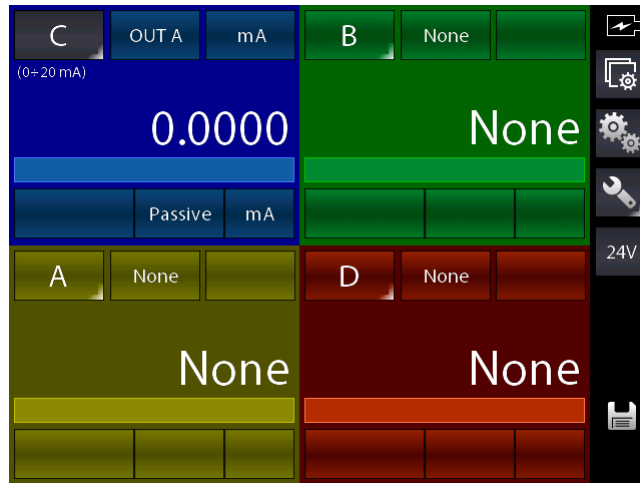 C OUT A mA
(0÷20 mA)
0.0000
Passive mA
B None
None
A None
None
D None
None
24V